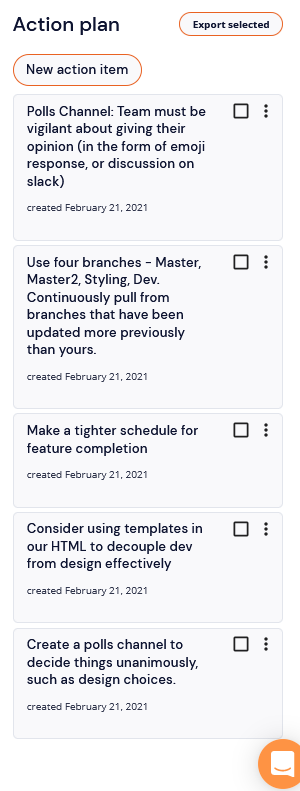 Action plan
Export selected
New action item
Polls Channel: Team must be
vigilant about giving their
opinion (in the form of emoji
response, or discussion on
slack)
created February 21, 2021
Use four branches - Master,
Master2, Styling, Dev.
Continuously pull from
branches that have been
updated more previously
than yours.
created February 21, 2021
Make a tighter schedule for
feature completion
created February 21, 2021
Consider using templates in
our HTML to decouple dev
from design effectively
created February 21, 2021
Create a polls channel to
decide things unanimously,
such as design choices.
created February 21, 2021